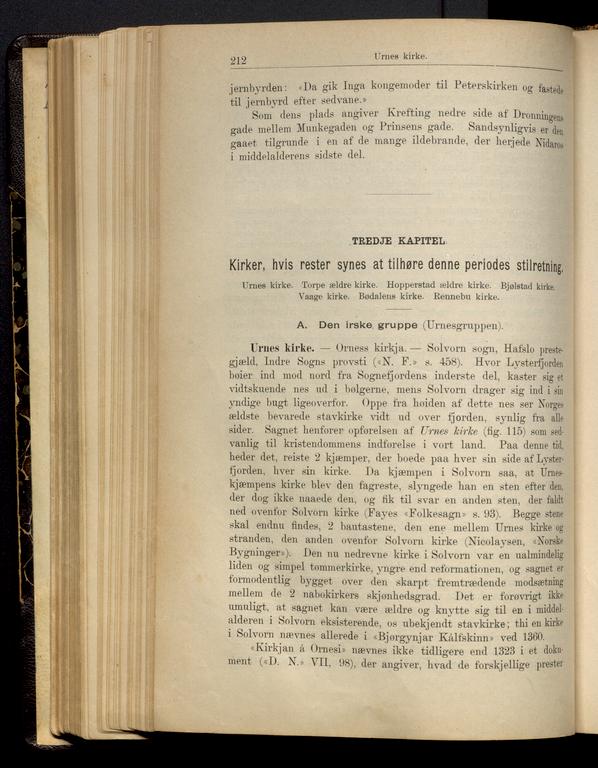 212
Urnes kirke.
jernbyrden: «Da gik Inga kongemoder til Peterskirken og fastede
til jernbyrd efter sedvane.»
Som dens plads angiver Krefting nedre side af Dronningens
gade mellem Munkegaden og Prinsens gade. Sandsynligvis er den
gaaet tilgrunde i en af de mange ildebrande, der herjede Nidaros
i middelalderens sidste del.
TREDJE KAPITEL.
Kirker, hvis rester synes at tilhøre denne periodes stilretning.
Urnes kirke. Torpe ældre kirke. Hopperstad ældre kirke. Bjølstad kirke.
Vaage kirke. Bødalens kirke. Rennebu kirke.
A. Den irske gruppe (Urnesgruppen).
Urnes kirke. — Orness kirkja. — Solvorn sogn, Hafslo preste-
gjæld, Indre Sogns provsti («N. F.» s. 458). Hvor Lysterfjorden
bøier ind mod nord fra Sognefjordens inderste del, kaster sig et
vidtskuende nes ud i bølgerne, mens Solvorn drager sig ind i sin
yndige bugt ligeoverfor. Oppe fra høiden af dette nes ser Norges
ældste bevarede stavkirke vidt ud over fjorden, synlig fra alle
sider. Sagnet henfører opførelsen af Urnes kirke (fig. 115) som sed-
vanlig til kristendommens indførelse i vort land. Paa denne tid,
heder det, reiste 2 kjæmper, der boede paa hver sin side af Lyster-
fjorden, hver sin kirke. Da kjæmpen i Solvorn saa, at Urnes-
kjæmpens kirke blev den fagreste, slyngede han en sten efter den,
der dog ikke naaede den, og fik til svar en anden sten, der faldt
ned ovenfor Solvorn kirke (Fayes «Folkesagn» s. 93). Begge stene
skal endnu findes, 2 bautastene, den ene mellem Urnes kirke og
stranden, den anden ovenfor Solvorn kirke (Nicolaysen, «Norske
Bygninger»). Den nu nedrevne kirke i Solvorn var en ualmindelig
liden og simpel tømmerkirke, yngre end reformationen, og sagnet er
formodentlig bygget over den skarpt fremtrædende modsætning
mellem de 2 nabokirkers skjønhedsgrad. Det er forøvrigt ikke
umuligt, at sagnet kan være ældre og knytte sig til en i middel-
alderen i Solvorn eksisterende, os ubekjendt stavkirke; thi en kirke
i Solvorn nævnes allerede i «Bjørgynjar Kálfskinn» ved 1360.
«Kirkjan á Ornesi» nævnes ikke tidligere end 1323 i et doku-
ment («D. N.» VII, 98), der angiver, hvad de forskjellige prester